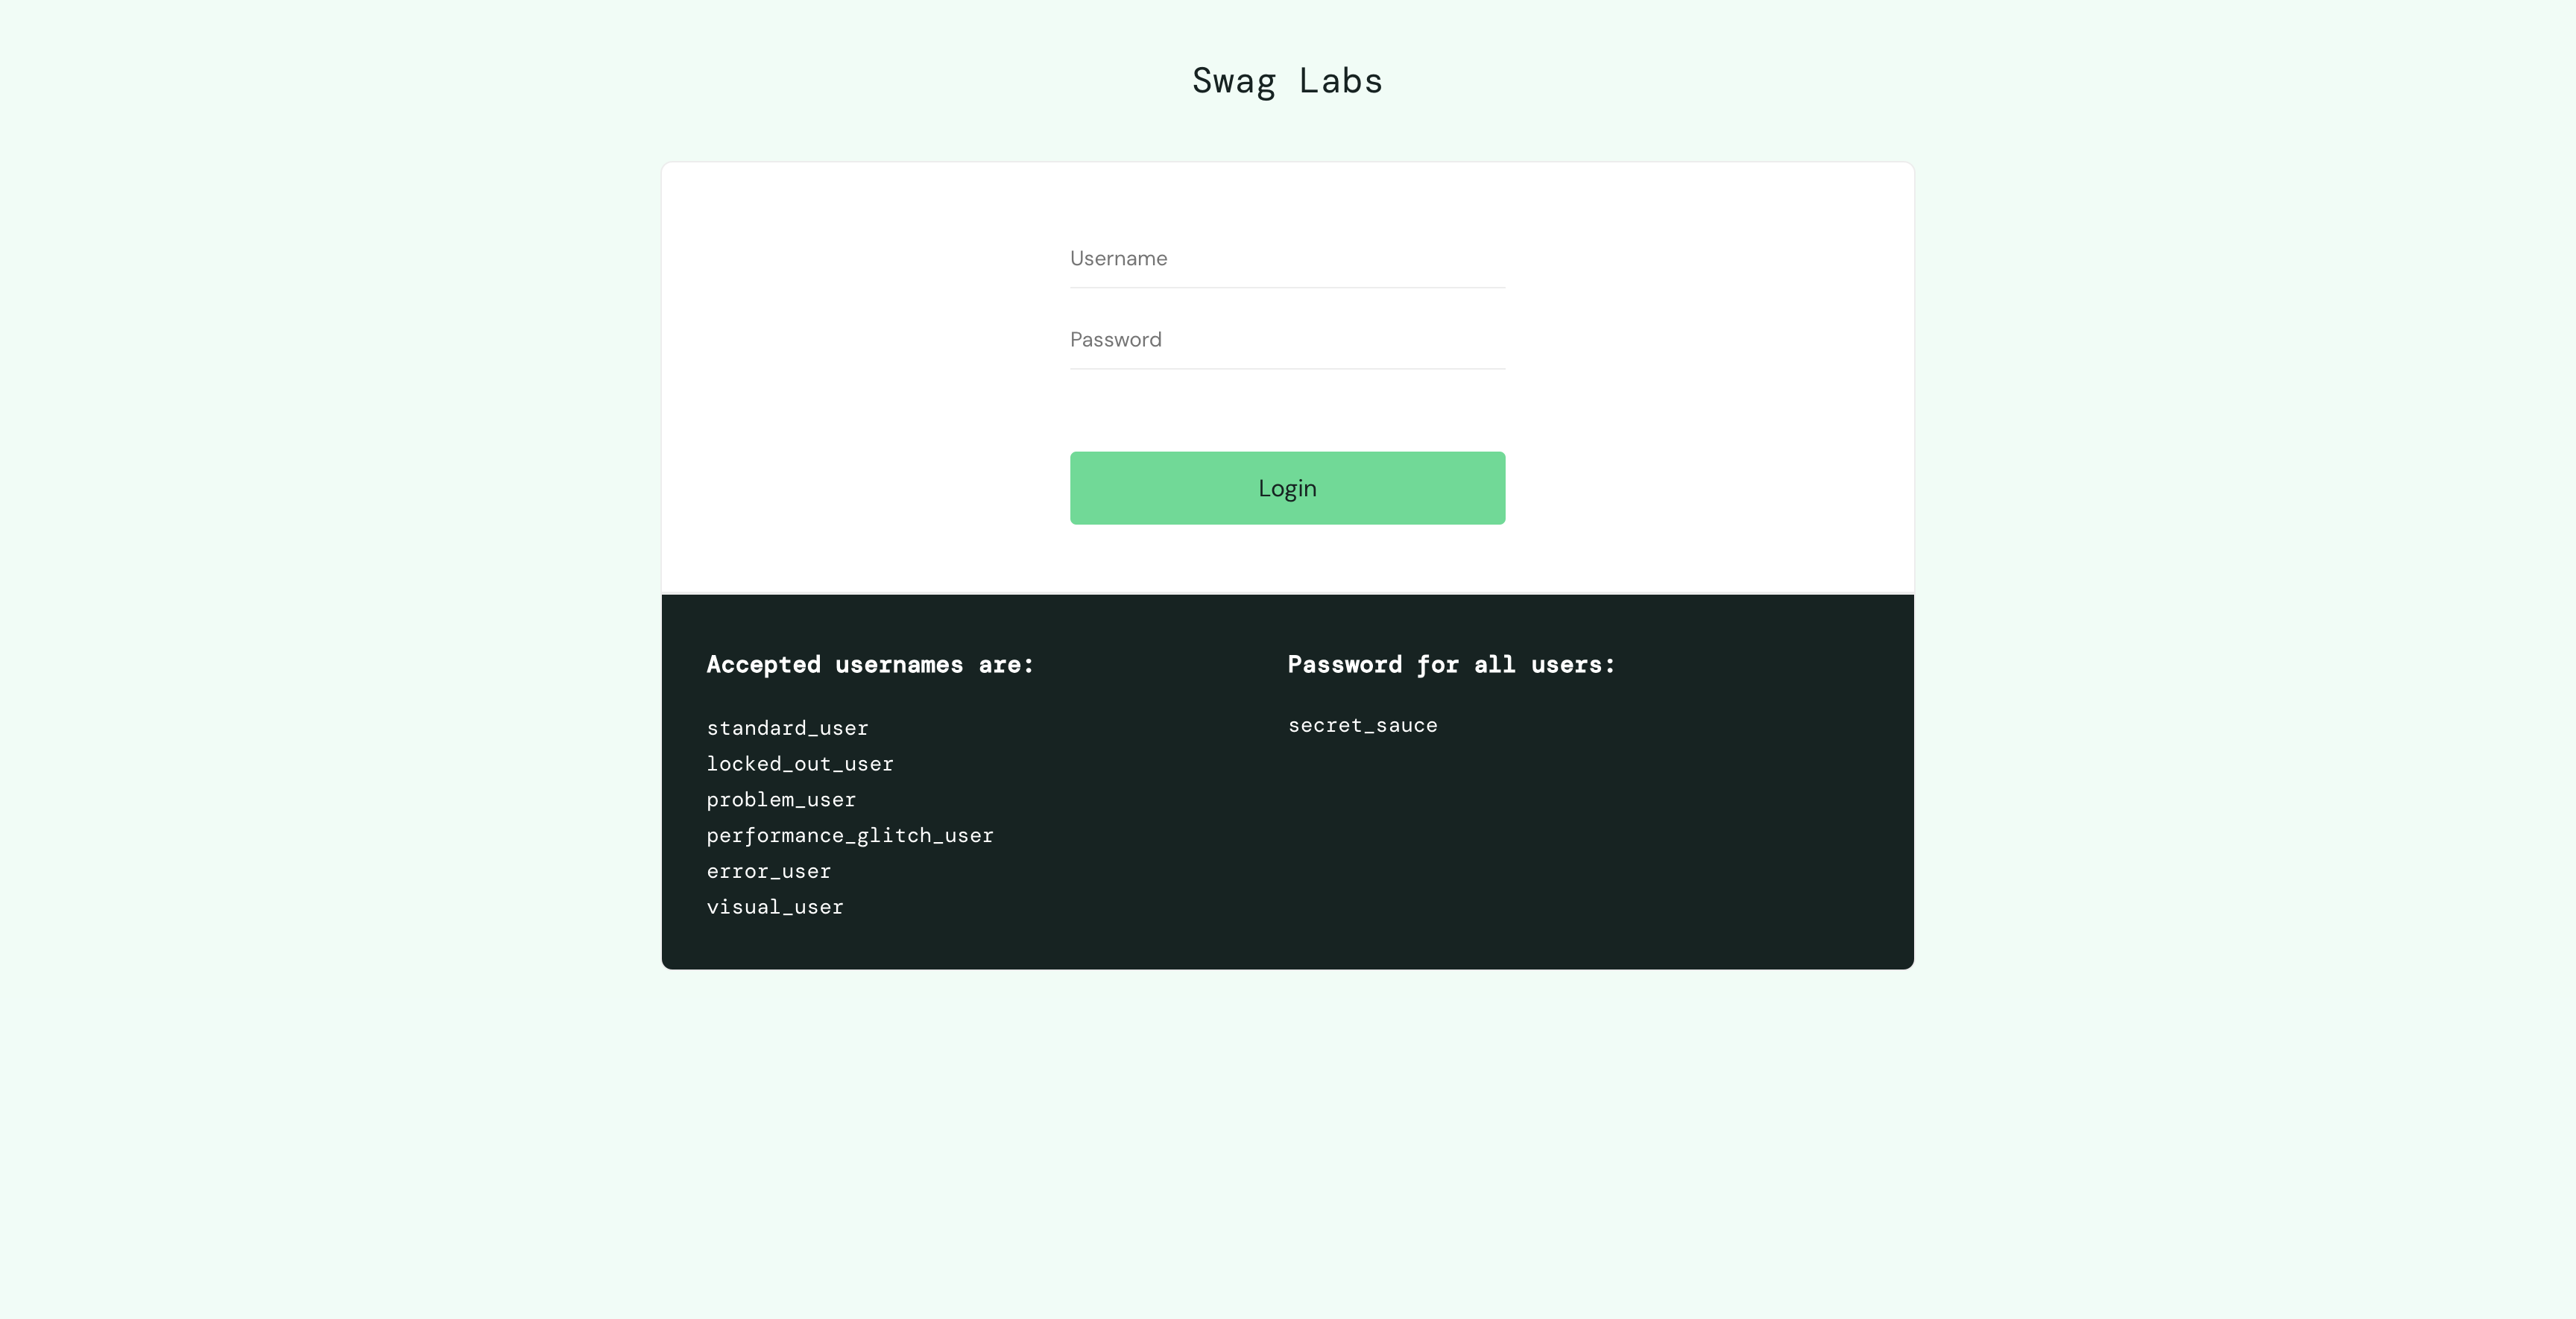 Swag Labs
Username
Password
Login
Accepted usernames are:
standard_user
locked_out_user
problem_user
performance_glitch_user
error_user
visual_user
Password for all users:
secret_sauce